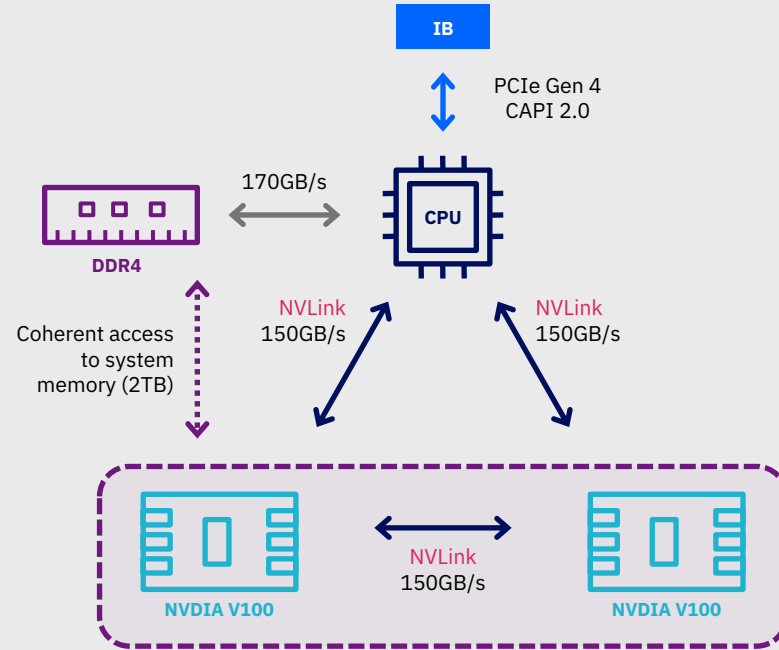 IB
PCIe Gen 4
CAPI 2.0
170GB/s
CPU
DDR4
NVLink
150GB/s
NVLink
150GB/s
Coherent access
to system
memory (2TB)
NVLink
150GB/s
NVDIA V100
NVDIA V100